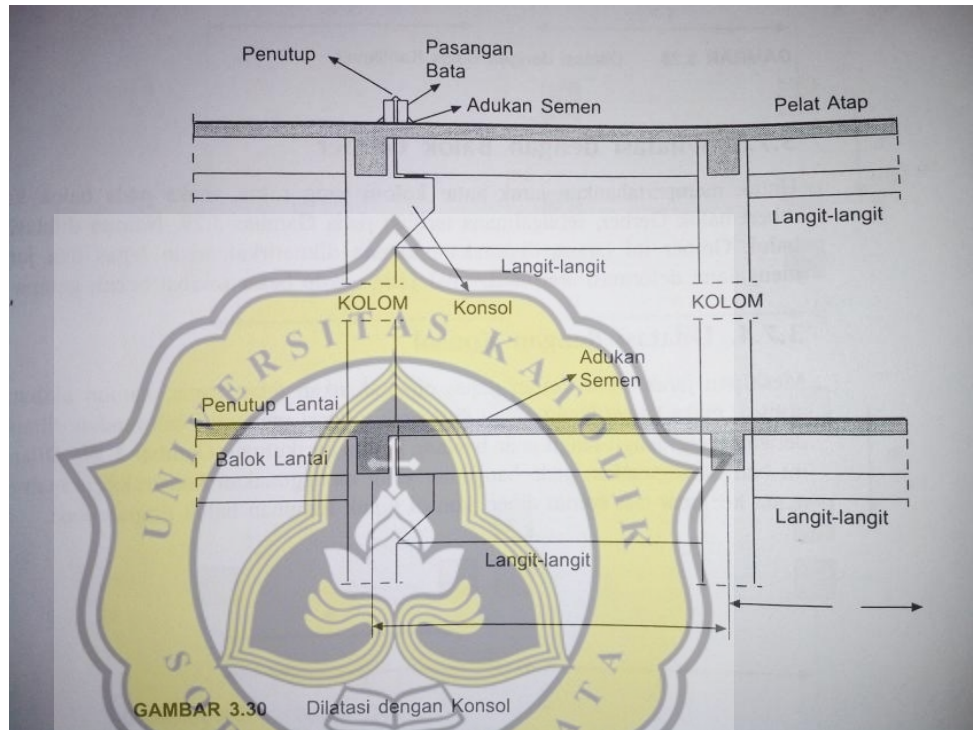 Penutup
Pasangan
Bata
Adukan Semen
Pelat Atap
Langit-langit
Langit-langit
KOLOM
Konsol
KOLOM
Adukan
Semen
Penutup Lantai
Balok Lantai
Langit-langit
Langit-langit
GAMBAR 3.30 Dilatasi dengan Konsol
UNIVERSITAS KATOLIK